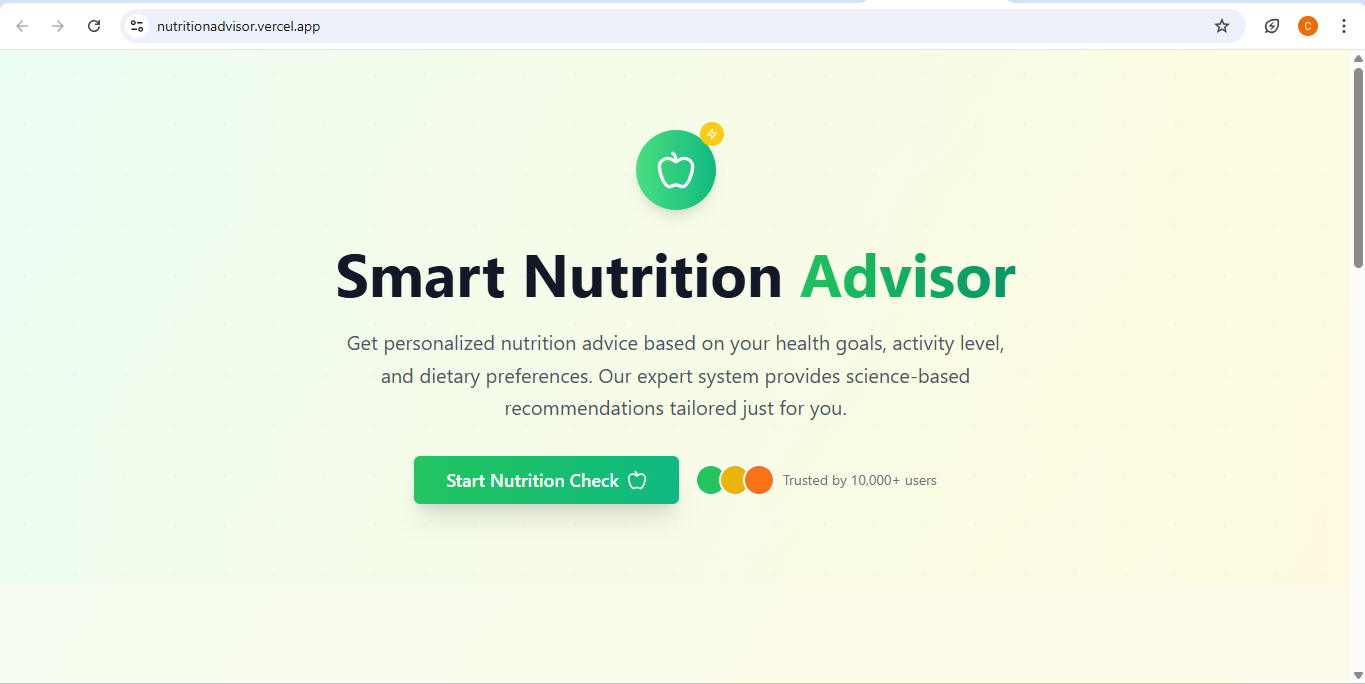 nutritionadvisor.vercel.app
C
Smart Nutrition Advisor
Get personalized nutrition advice based on your health goals, activity level,
and dietary preferences. Our expert system provides science-based
recommendations tailored just for you.
Start Nutrition Check
Trusted by 10,000+ users